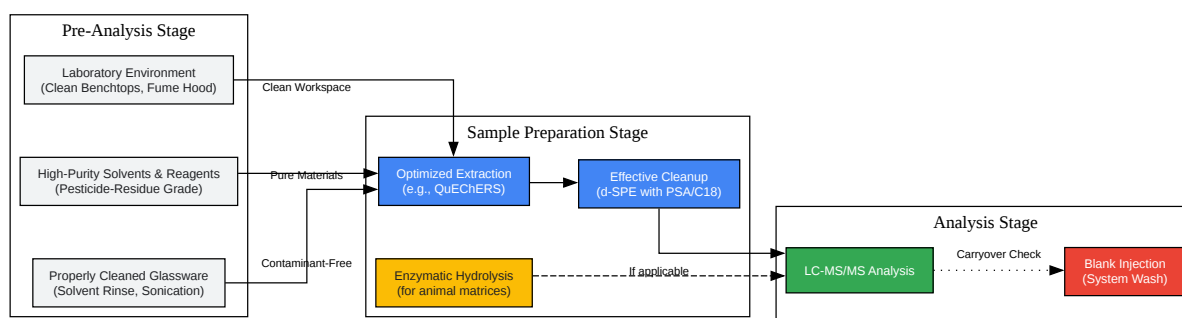 Pre-Analysis Stage
Laboratory Environment
(Clean Benchtops, Fume Hood)
Clean Workspace
High-Purity Solvents & Reagents
(Pesticide-Residue Grade)
Pure Materials
Properly Cleaned Glassware
(Solvent Rinse, Sonication)
Contaminant-Free
Sample Preparation Stage
Optimized Extraction
(e.g., QuEChERS)
Effective Cleanup
(d-SPE with PSA/C18)
Enzymatic Hydrolysis
(for animal matrices)
If applicable
Analysis Stage
LC-MS/MS Analysis
Carryover Check
Blank Injection
(System Wash)